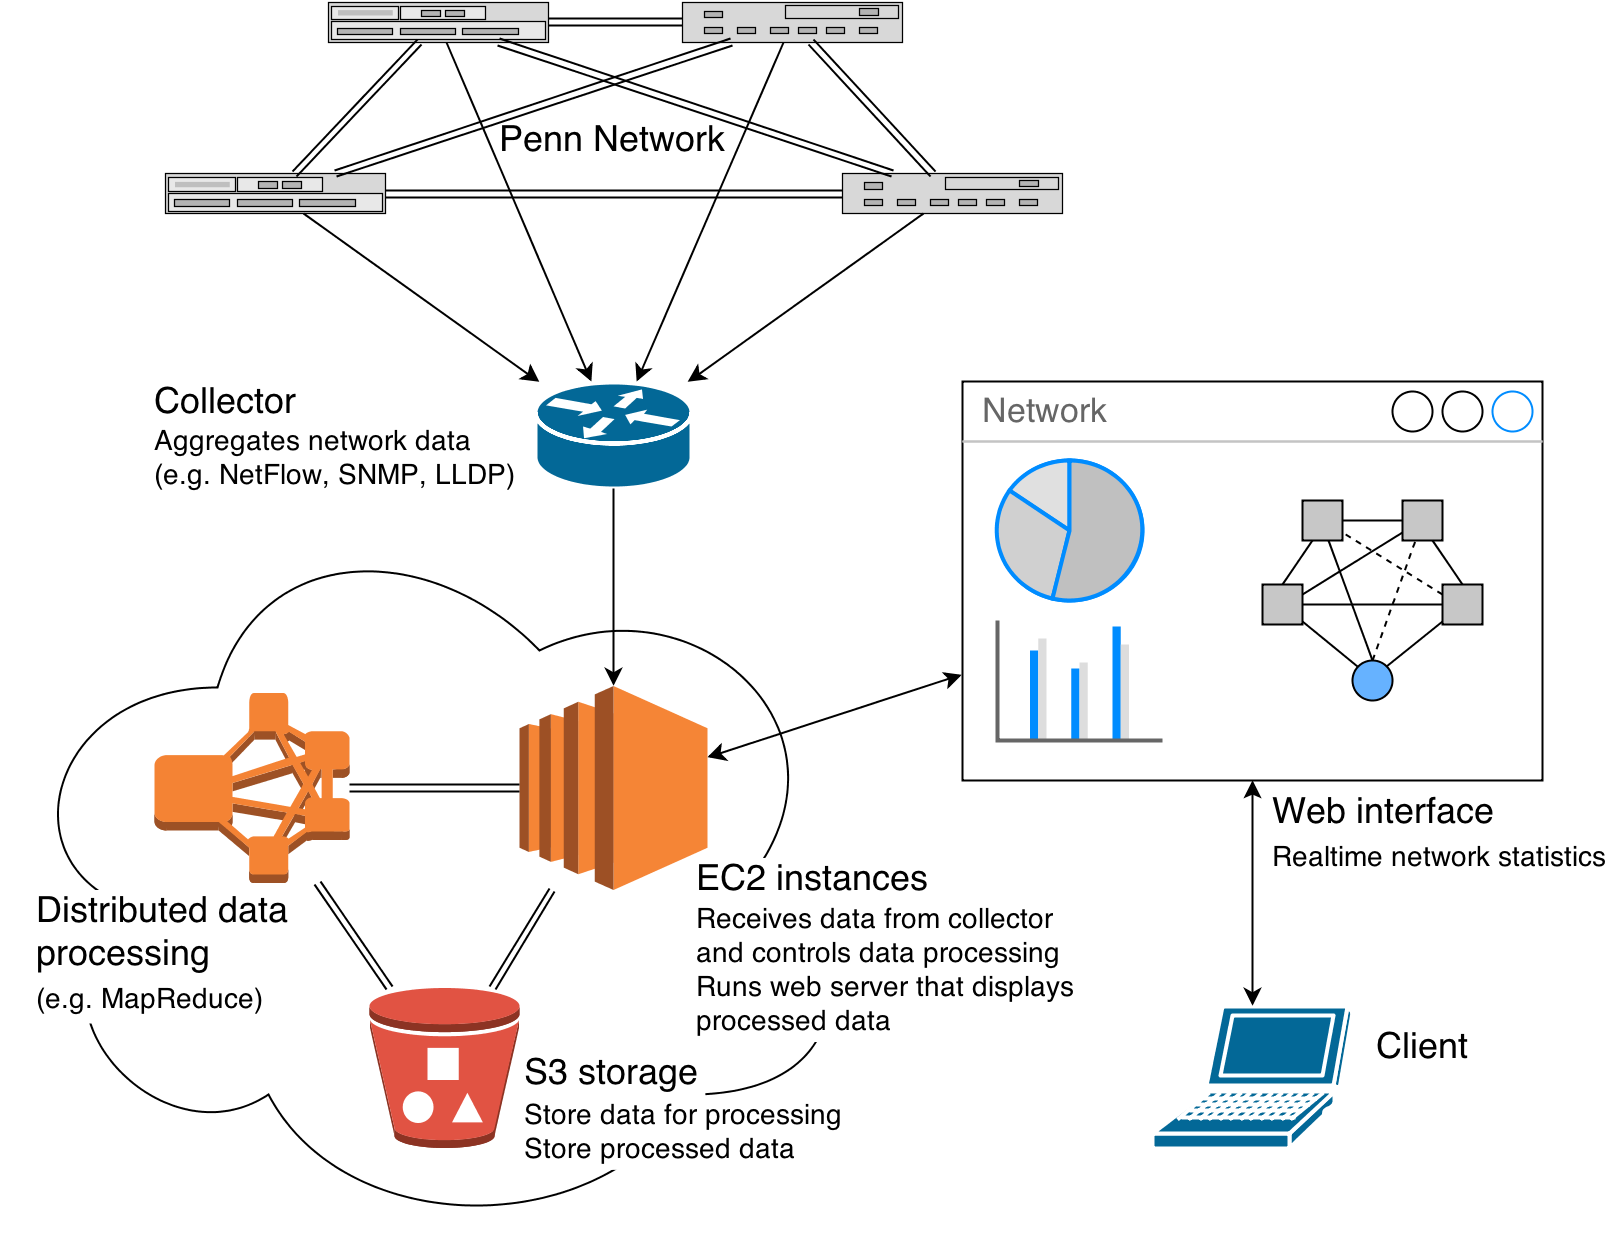 Penn Network
Collector
Aggregates network data
(e.g. NetFlow, SNMP, LLDP)
Network
Web interface
Realtime network statistics
EC2 instances
Receives data from collector
and controls data processing
Runs web server that displays
processed data
Distributed data
processing
(e.g. MapReduce)
S3 storage
Store data for processing
Store processed data
Client